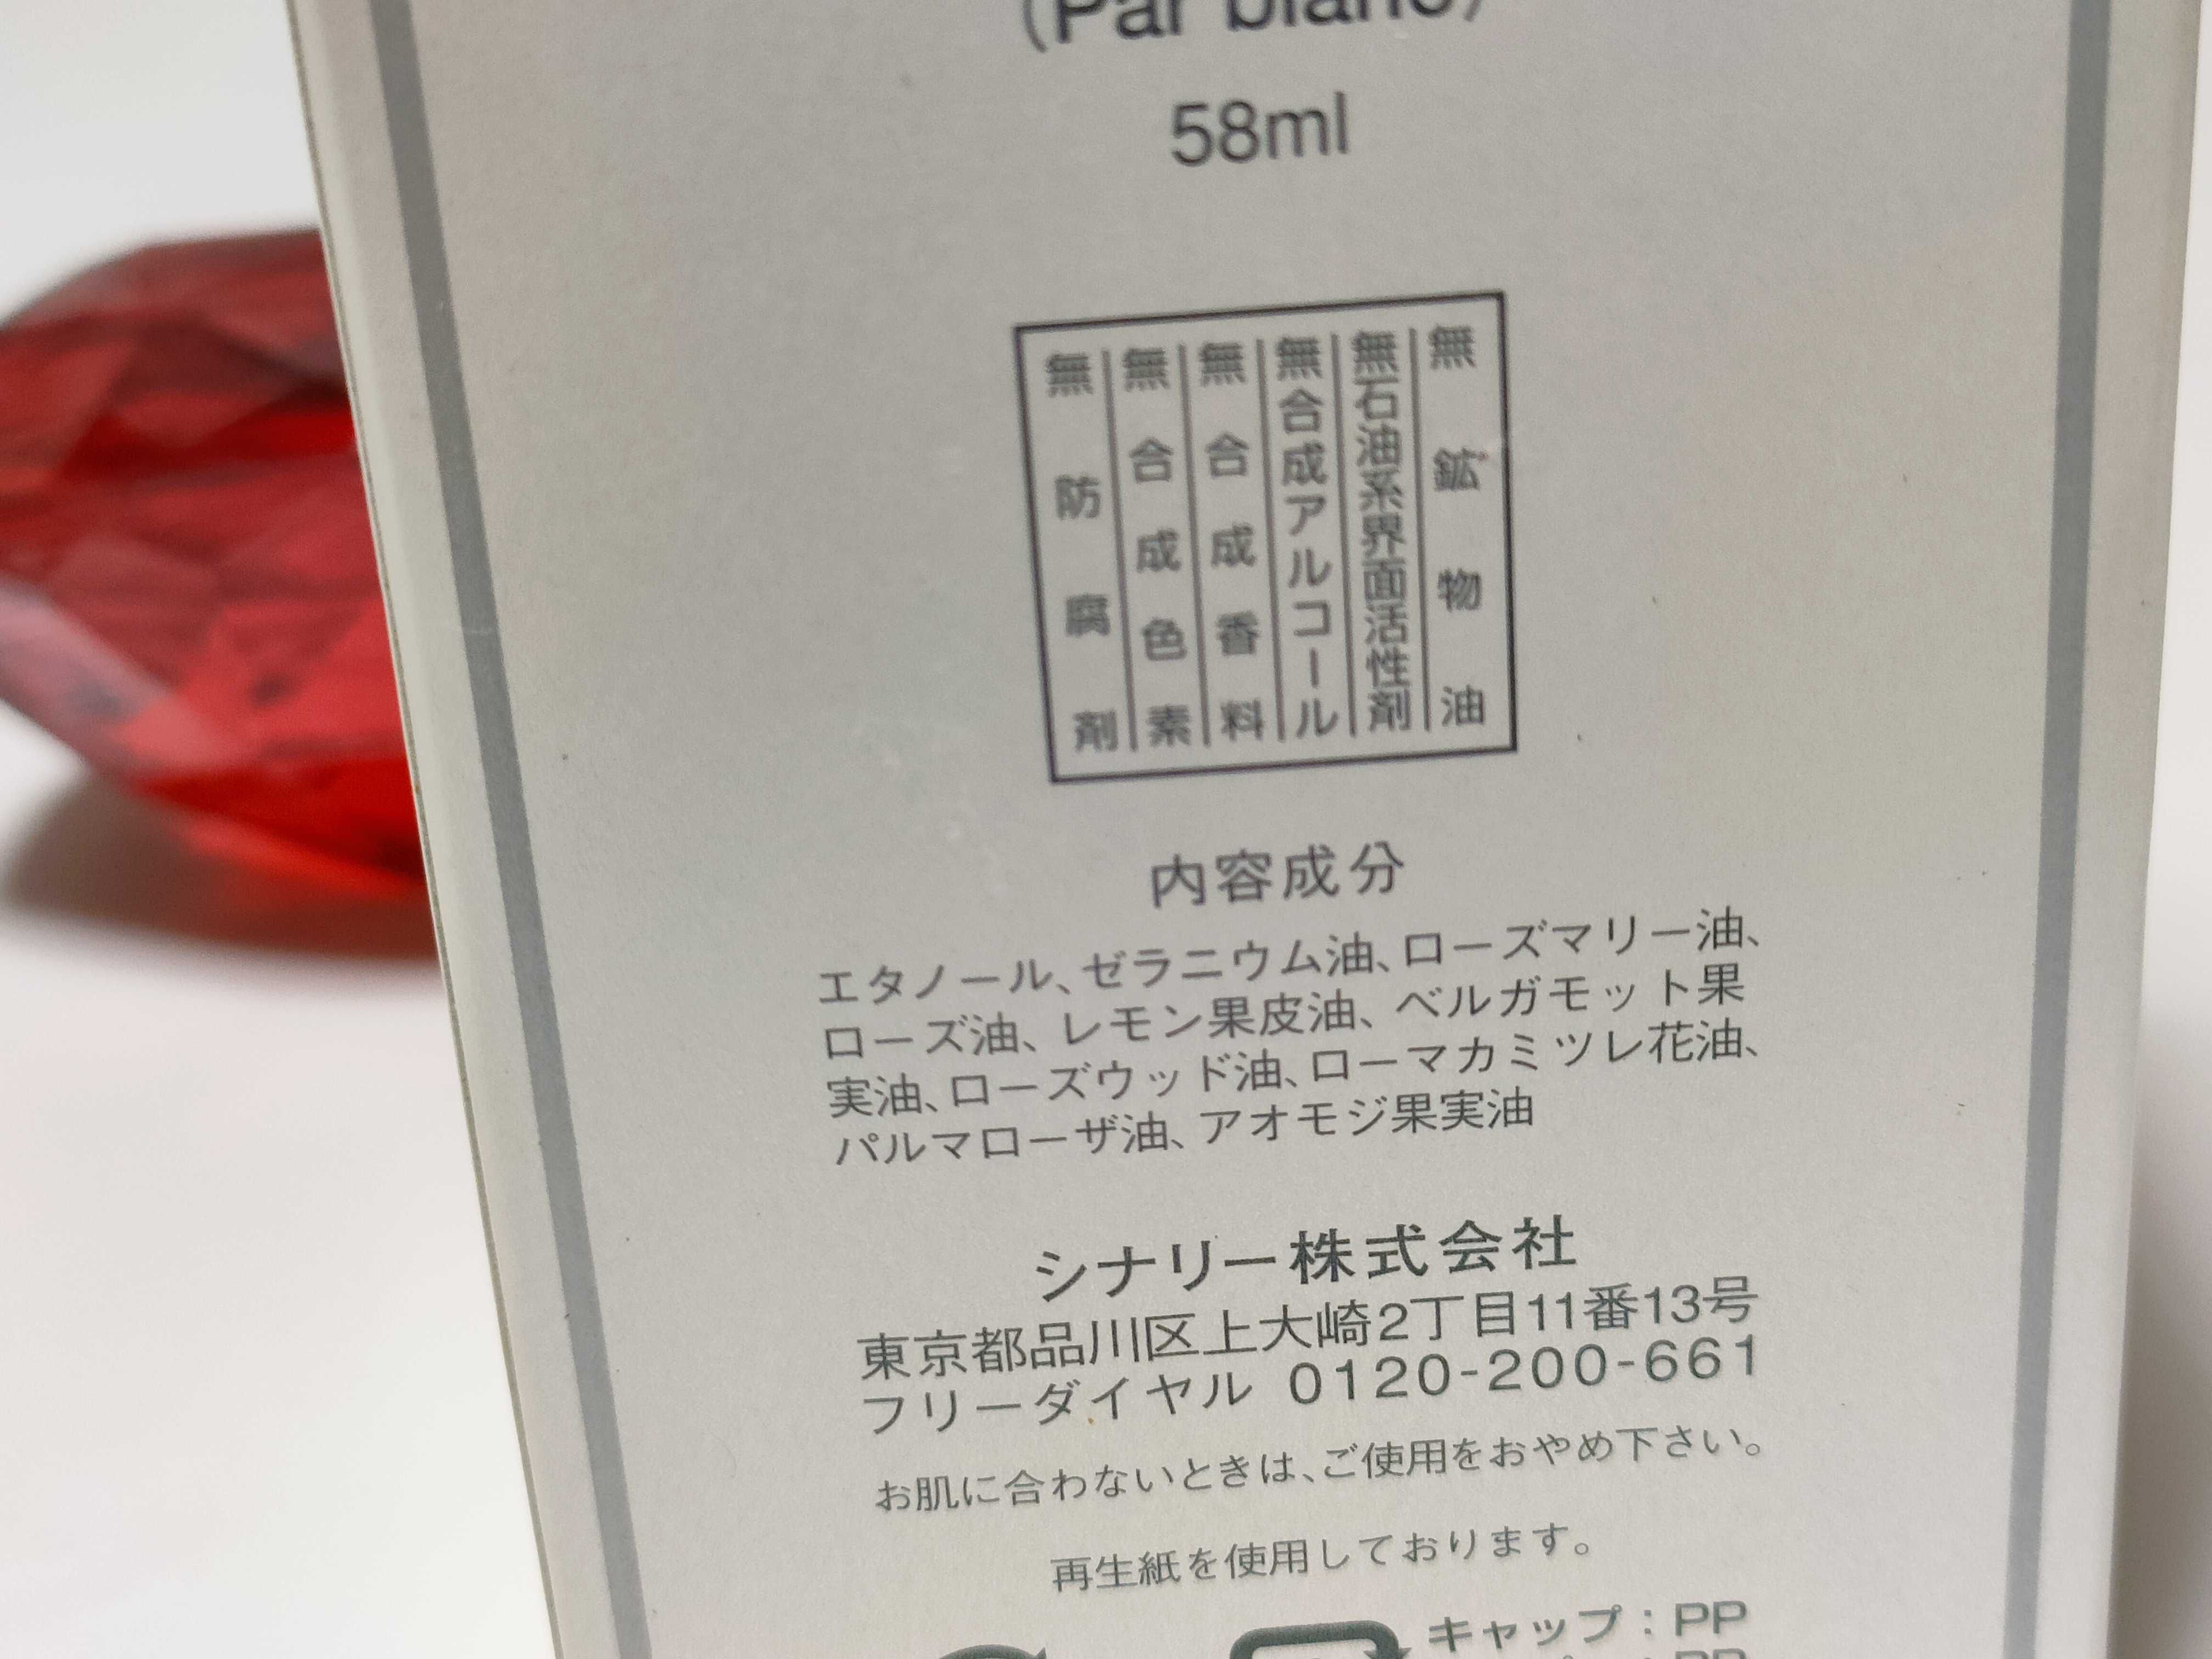 (Par blanc)
58ml
無鉱物油
無石油系界面活性剤
無合成アルコール
無合成香料
無合成色素
無防腐剤
内容成分
エタノール、ゼラニウム油、ローズマリー油、
ローズ油、レモン果皮油、ベルガモット果
実油、ローズウッド油、ローマカミツレ花油、
パルマローザ油、アオモジ果実油
シナリー株式会社
東京都品川区上大崎2丁目11番13号
フリーダイヤル 0120-200-661
お肌に合わないときは、ご使用をおやめ下さい。
再生紙を使用しております。
キャップ：PP